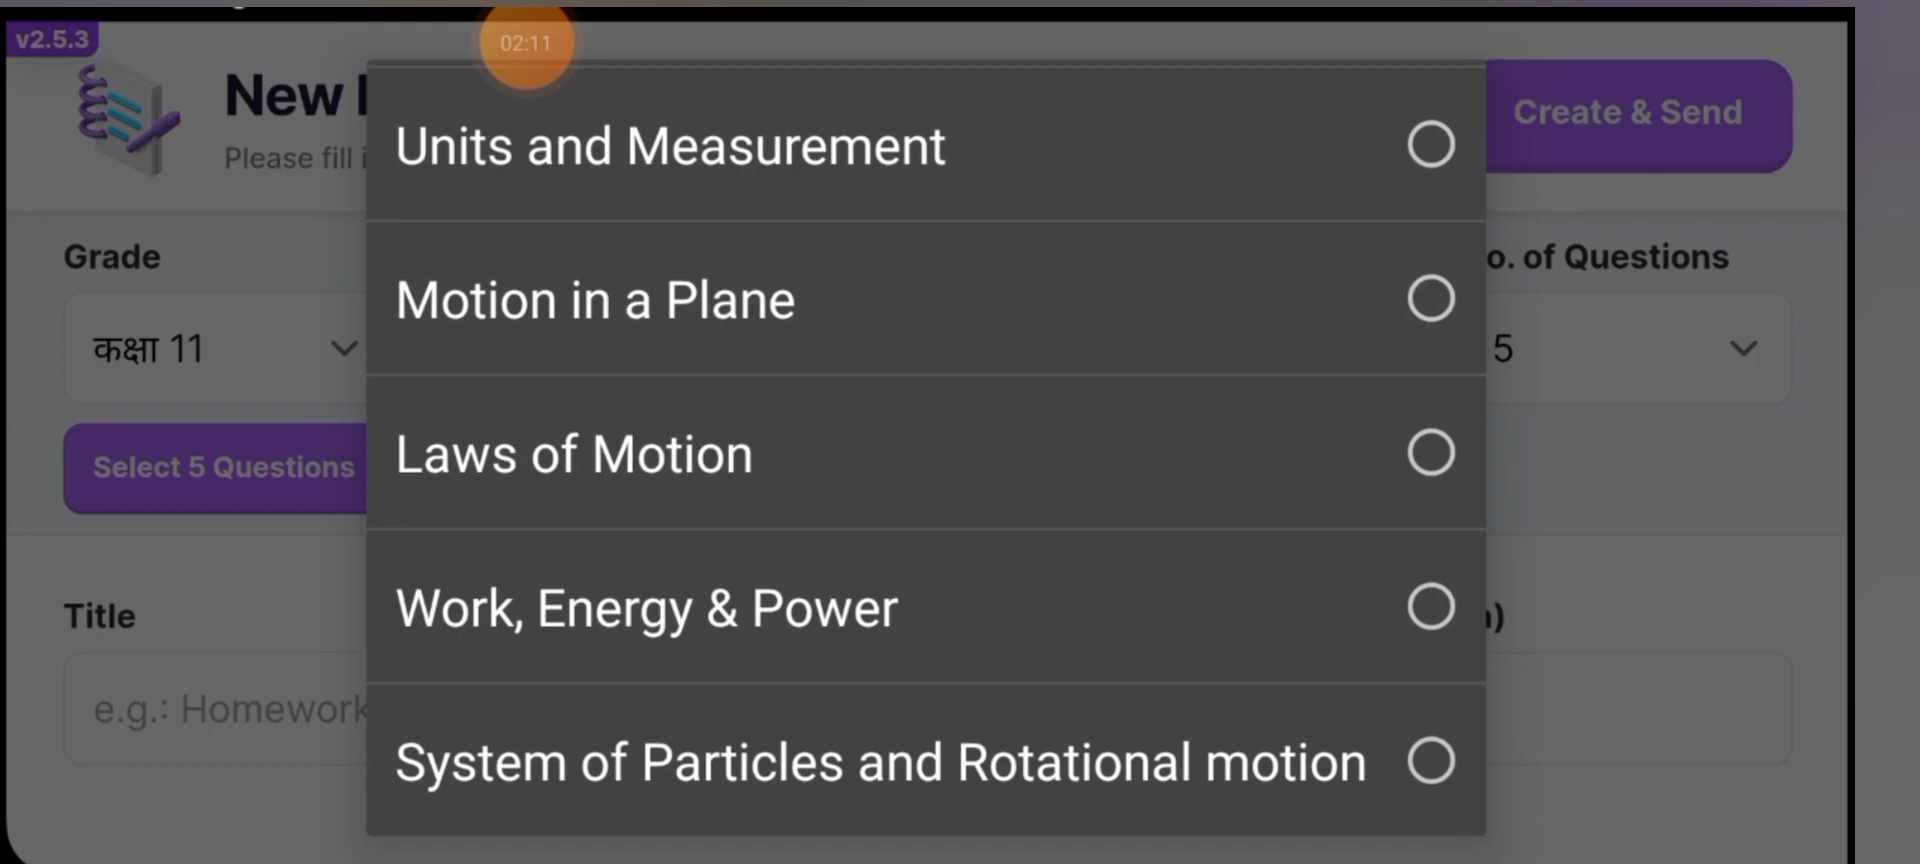 v2.5.3
02:11
New
Please fill
Create & Send
Units and Measurement
Grade
o. of Questions
Motion in a Plane
कक्षा 11
5
Laws of Motion
Select 5 Questions
Work, Energy & Power
Title
e.g.: Homework
System of Particles and Rotational motion